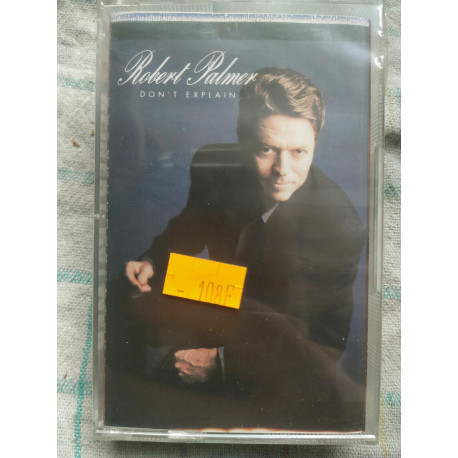 Robert Palmer
DON'T EXPLAIN
- 108F